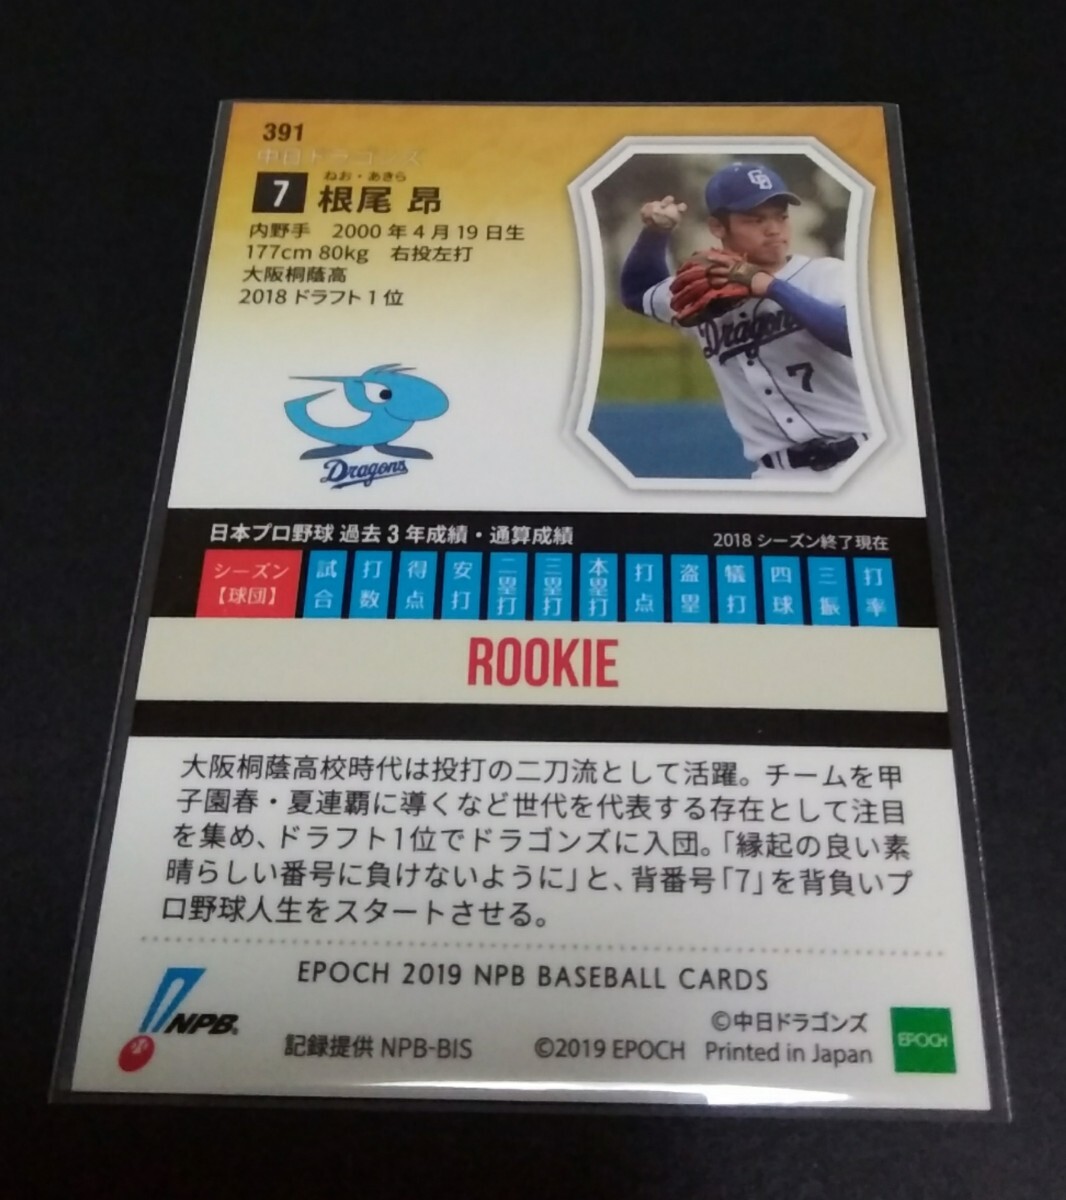 391
中日ドラゴンズ
ねお・あきら
7 根尾 昂
内野手 2000年4月19日生
177cm 80kg 右投左打
大阪桐蔭高
2018ドラフト1位
CD
Dragons
7
Dragons
日本プロ野球 過去3年成績・通算成績
2018シーズン終了現在
シーズン【球団】 試合 打数 得点 安打 二塁打 三塁打 本塁打 打点 盗塁 犠打 四球 三振 打率
ROOKIE
大阪桐蔭高校時代は投打の二刀流として活躍。チームを甲
子園春・夏連覇に導くなど世代を代表する存在として注目
を集め、ドラフト1位でドラゴンズに入団。「縁起の良い素
晴らしい番号に負けないように」と、背番号「7」を背負いプ
ロ野球人生をスタートさせる。
EPOCH 2019 NPB BASEBALL CARDS
NPB
©中日ドラゴンズ
記録提供 NPB-BIS ©2019 EPOCH Printed in Japan
EPOCH